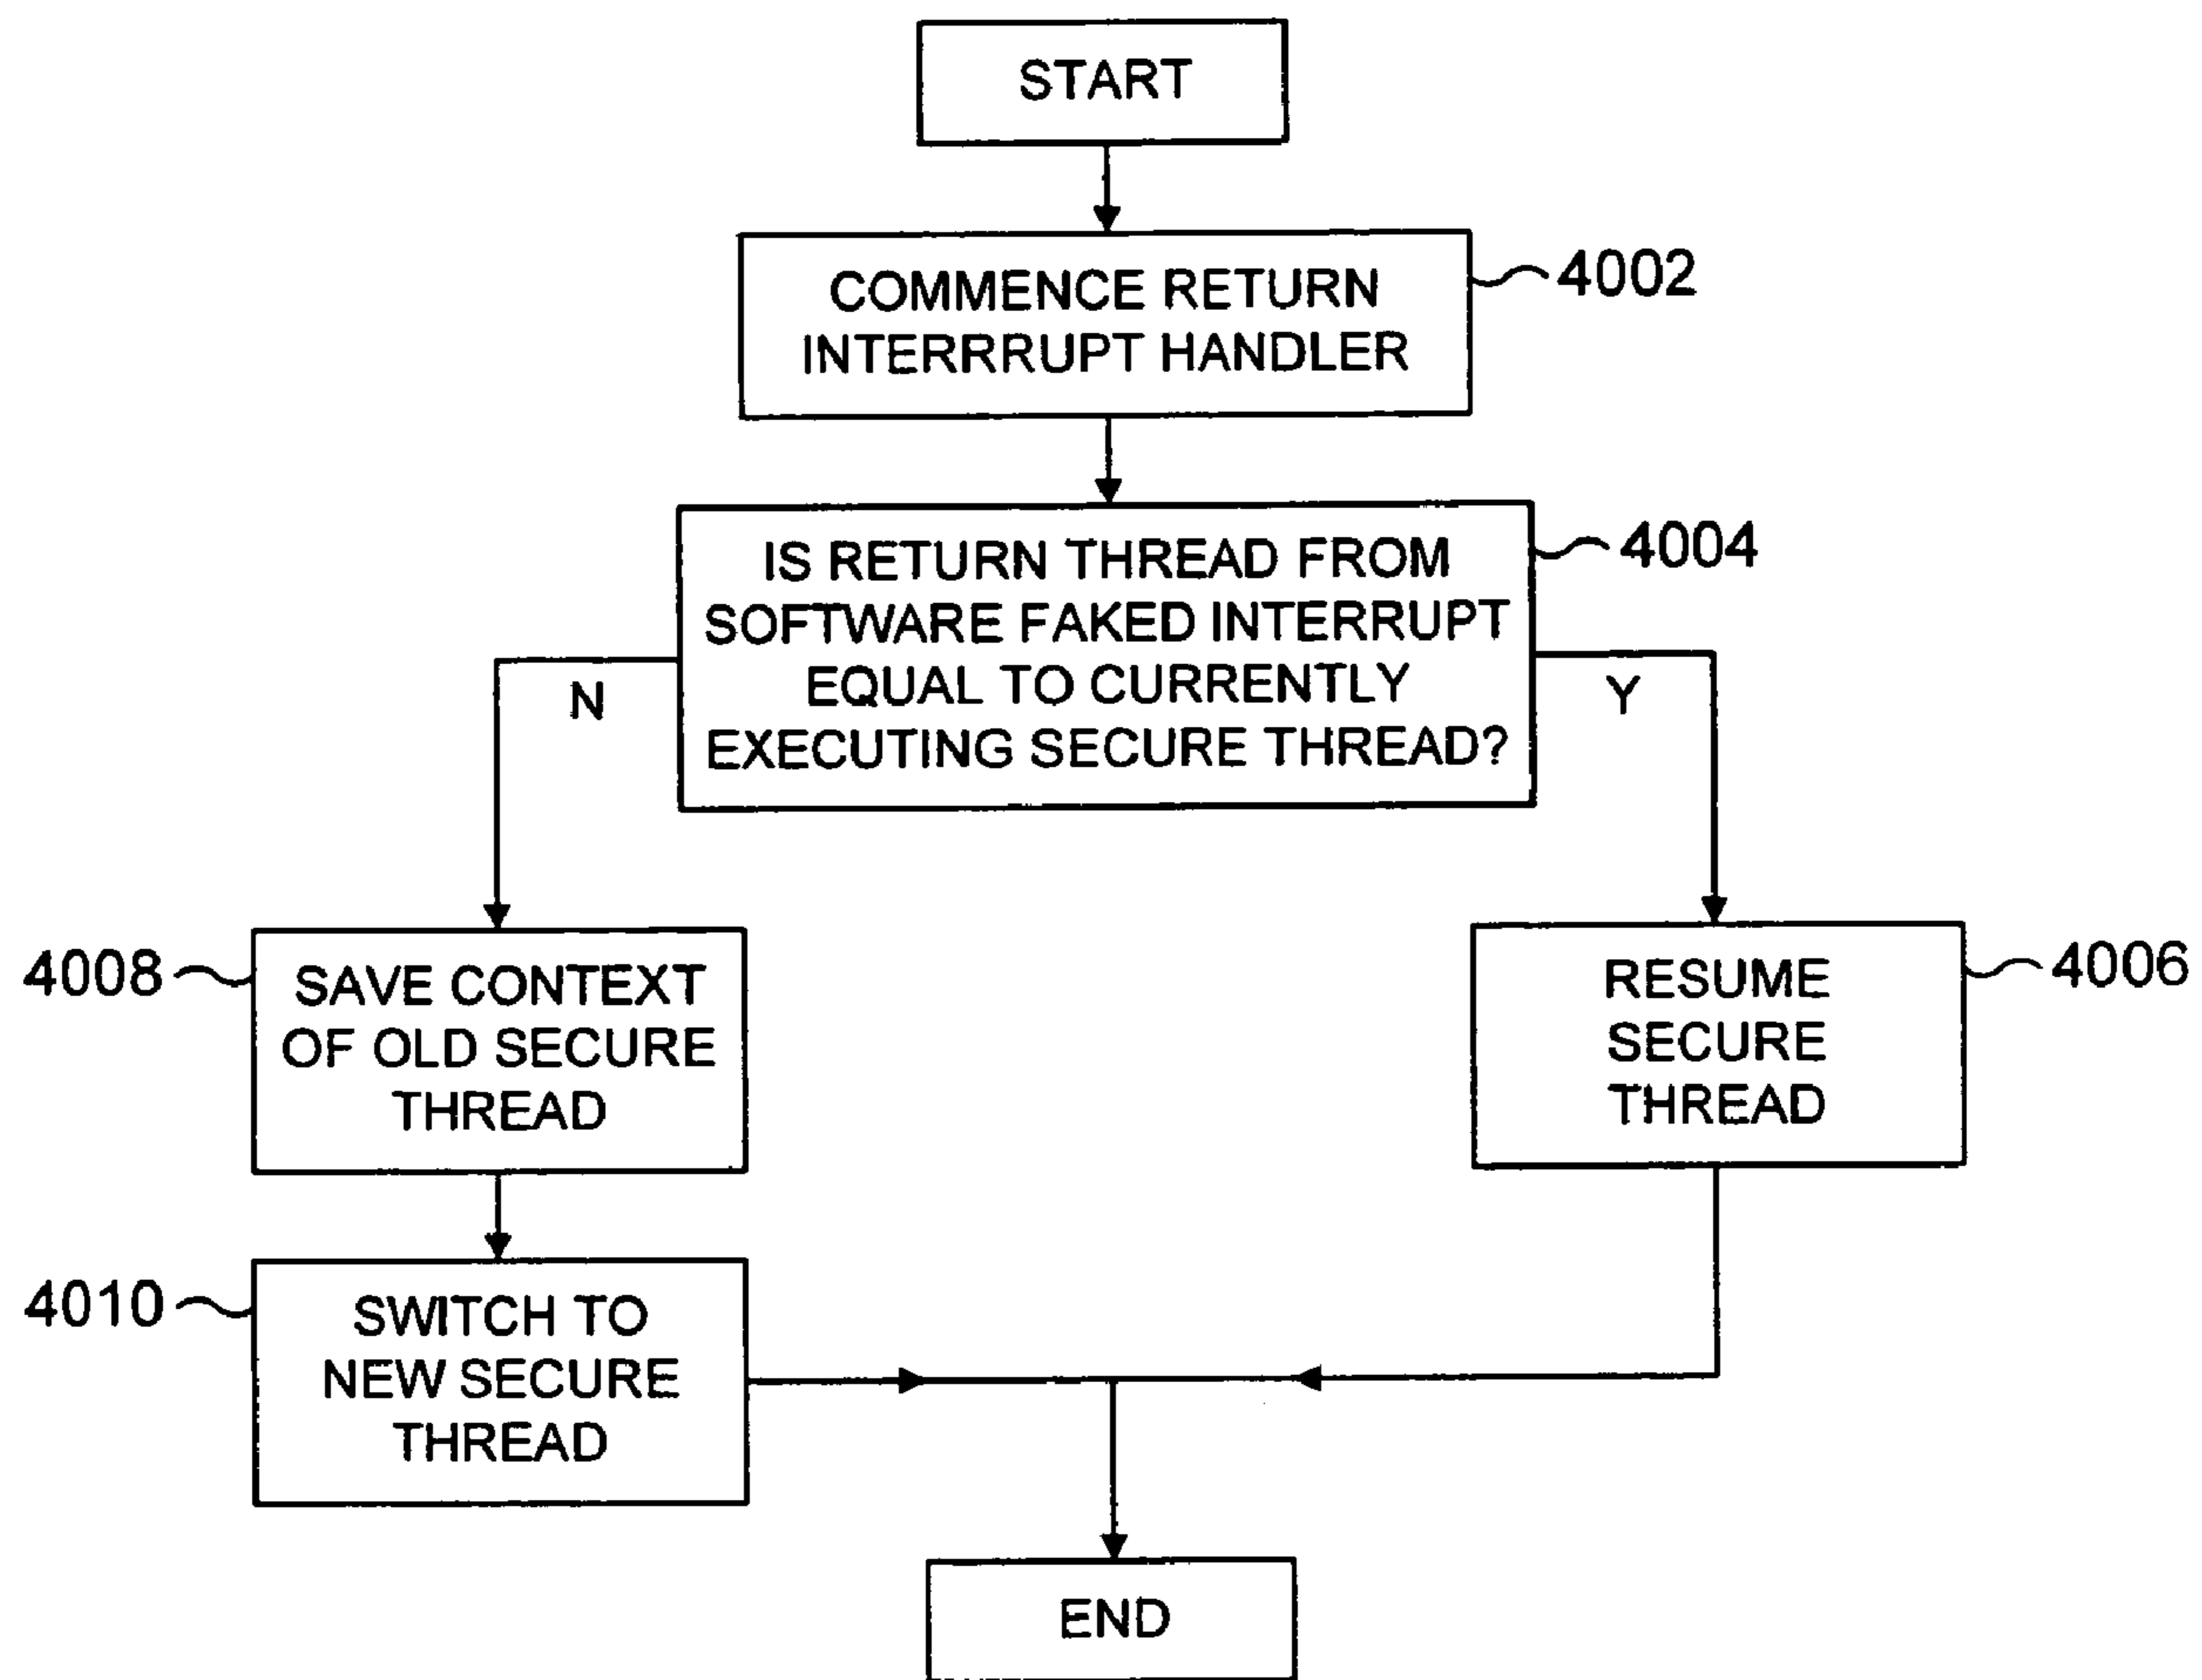 START
COMMENCE RETURN
INTERRRUPT HANDLER
4002
IS RETURN THREAD FROM
SOFTWARE FAKED INTERRUPT
EQUAL TO CURRENTLY
EXECUTING SECURE THREAD?
4004
N
Y
4008
SAVE CONTEXT
OF OLD SECURE
THREAD
RESUME
SECURE
THREAD
4006
4010
SWITCH TO
NEW SECURE
THREAD
END